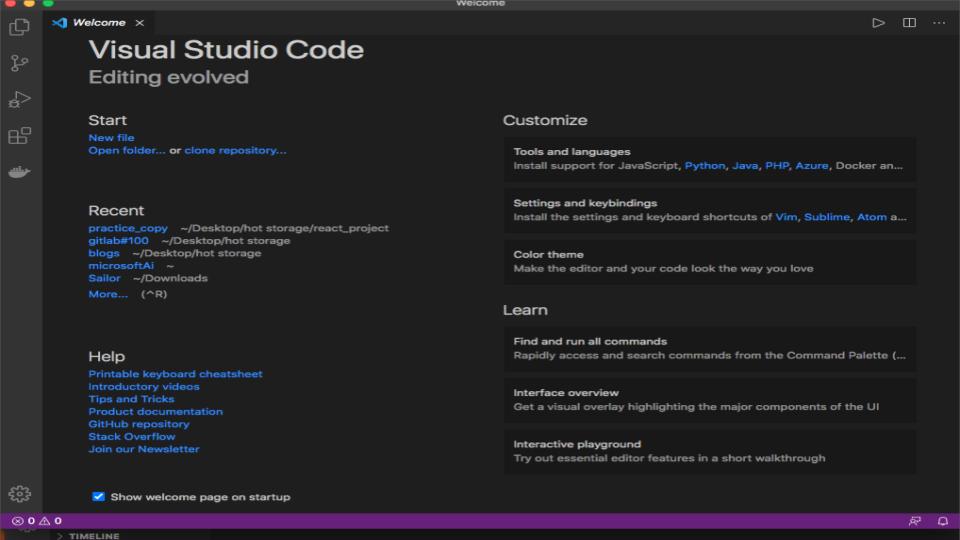 Welcome
Welcome
Visual Studio Code
Editing evolved
Start
New file
Open folder... or clone repository...
Recent
practice_copy ~/Desktop/hot storage/react_project
gitlab#100 ~/Desktop/hot storage
blogs ~/Desktop/hot storage
microsoftAi ~
Sailor ~/Downloads
More... (^R)
Help
Printable keyboard cheatsheet
Introductory videos
Tips and Tricks
Product documentation
GitHub repository
Stack Overflow
Join our Newsletter
Show welcome page on startup
Customize
Tools and languages
Install support for JavaScript, Python, Java, PHP, Azure, Docker an...
Settings and keybindings
Install the settings and keyboard shortcuts of Vim, Sublime, Atom a...
Color theme
Make the editor and your code look the way you love
Learn
Find and run all commands
Rapidly access and search commands from the Command Palette (...
Interface overview
Get a visual overlay highlighting the major components of the UI
Interactive playground
Try out essential editor features in a short walkthrough
0 0
TIMELINE